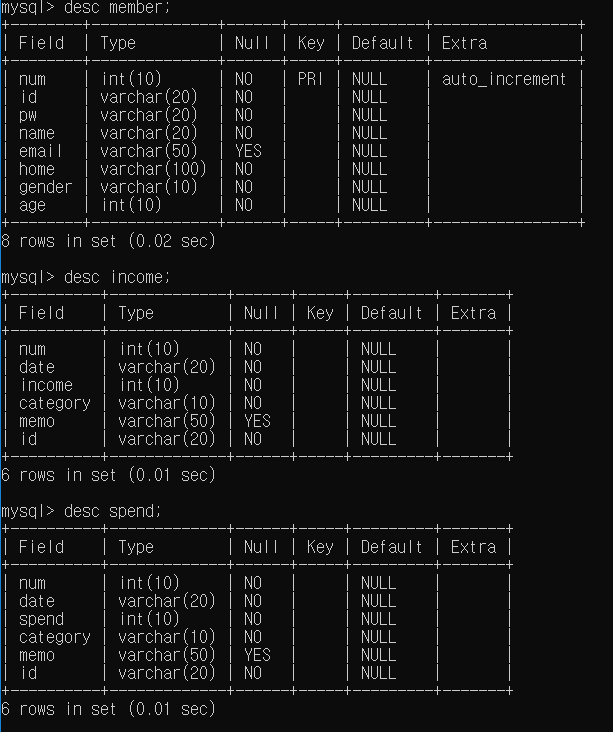 mysql> desc member;
+----------+--------------+------+-----+---------+----------------+
| Field | Type | Null | Key | Default | Extra |
+----------+--------------+------+-----+---------+----------------+
| num | int(10) | NO | PRI | NULL | auto_increment |
| id | varchar(20) | NO | | NULL | |
| pw | varchar(20) | NO | | NULL | |
| name | varchar(20) | NO | | NULL | |
| email | varchar(50) | YES | | NULL | |
| home | varchar(100) | NO | | NULL | |
| gender | varchar(10) | NO | | NULL | |
| age | int(10) | NO | | NULL | |
+----------+--------------+------+-----+---------+----------------+
8 rows in set (0.02 sec)
mysql> desc income;
+----------+-------------+------+-----+---------+-------+
| Field | Type | Null | Key | Default | Extra |
+----------+-------------+------+-----+---------+-------+
| num | int(10) | NO | | NULL | |
| date | varchar(20) | NO | | NULL | |
| income | int(10) | NO | | NULL | |
| category | varchar(10) | NO | | NULL | |
| memo | varchar(50) | YES | | NULL | |
| id | varchar(20) | NO | | NULL | |
+----------+-------------+------+-----+---------+-------+
6 rows in set (0.01 sec)
mysql> desc spend;
+----------+-------------+------+-----+---------+-------+
| Field | Type | Null | Key | Default | Extra |
+----------+-------------+------+-----+---------+-------+
| num | int(10) | NO | | NULL | |
| date | varchar(20) | NO | | NULL | |
| spend | int(10) | NO | | NULL | |
| category | varchar(10) | NO | | NULL | |
| memo | varchar(50) | YES | | NULL | |
| id | varchar(20) | NO | | NULL | |
+----------+-------------+------+-----+---------+-------+
6 rows in set (0.01 sec)